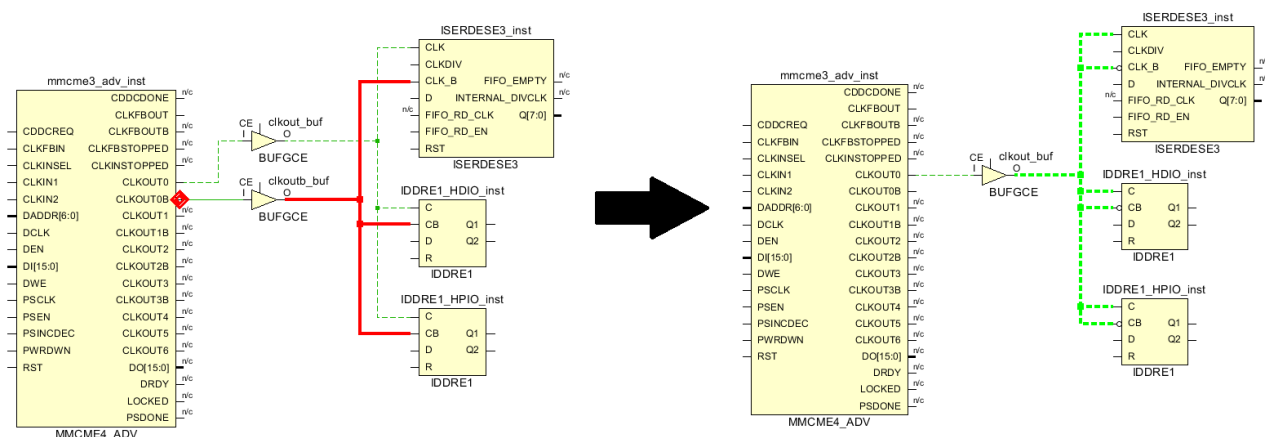 ISERDESE3_inst
CLK
CLKDIV
CLK_B FIFO_EMPTY n/c
D INTERNAL_DIVCLK n/c
n/c FIFO_RD_CLK Q[7:0]
FIFO_RD_EN
RST
ISERDESE3
mmcme3_adv_inst
CDDCDONE n/c
CLKFBOUT
CDDCREQ CLKFBOUTB n/c
CLKFBIN CLKFBSTOPPED n/c
CLKINSEL CLKINSTOPPED n/c
CLKIN1 CLKOUT0
CLKIN2 CLKOUT0B
DADDR[6:0] CLKOUT1 n/c
DCLK CLKOUT1B n/c
DEN CLKOUT2 n/c
DI[15:0] CLKOUT2B n/c
DWE CLKOUT3 n/c
PSCLK CLKOUT3B n/c
PSEN CLKOUT4 n/c
PSINCDEC CLKOUT5 n/c
PWRDWN CLKOUT6 n/c
RST DO[15:0] n/c
DRDY n/c
LOCKED n/c
PSDONE n/c
MMCME4_ADV
CE clkout_buf
I O
BUFGCE
CE clkoutb_buf
I O
BUFGCE
IDDRE1_HDIO_inst
C
CB Q1
D Q2
R
IDDRE1
IDDRE1_HPIO_inst
C
CB Q1
D Q2
R
IDDRE1
ISERDESE3_inst
CLK
CLKDIV
CLK_B FIFO_EMPTY n/c
D INTERNAL_DIVCLK
n/c FIFO_RD_CLK Q[7:0]
FIFO_RD_EN
RST
ISERDESE3
mmcme3_adv_inst
CDDCDONE n/c
CLKFBOUT
CDDCREQ CLKFBOUTB n/c
CLKFBIN CLKFBSTOPPED n/c
CLKINSEL CLKINSTOPPED n/c
CLKIN1 CLKOUT0
CLKIN2 CLKOUT0B n/c
DADDR[6:0] CLKOUT1 n/c
DCLK CLKOUT1B n/c
DEN CLKOUT2 n/c
DI[15:0] CLKOUT2B n/c
DWE CLKOUT3 n/c
PSCLK CLKOUT3B n/c
PSEN CLKOUT4 n/c
PSINCDEC CLKOUT5 n/c
PWRDWN CLKOUT6 n/c
RST DO[15:0] n/c
DRDY n/c
LOCKED n/c
PSDONE n/c
MMCME4_ADV
CE clkout_buf
I O
BUFGCE
IDDRE1_HDIO_inst
C
CB Q1
D Q2
R
IDDRE1
IDDRE1_HPIO_inst
C
CB Q1
D Q2
R
IDDRE1